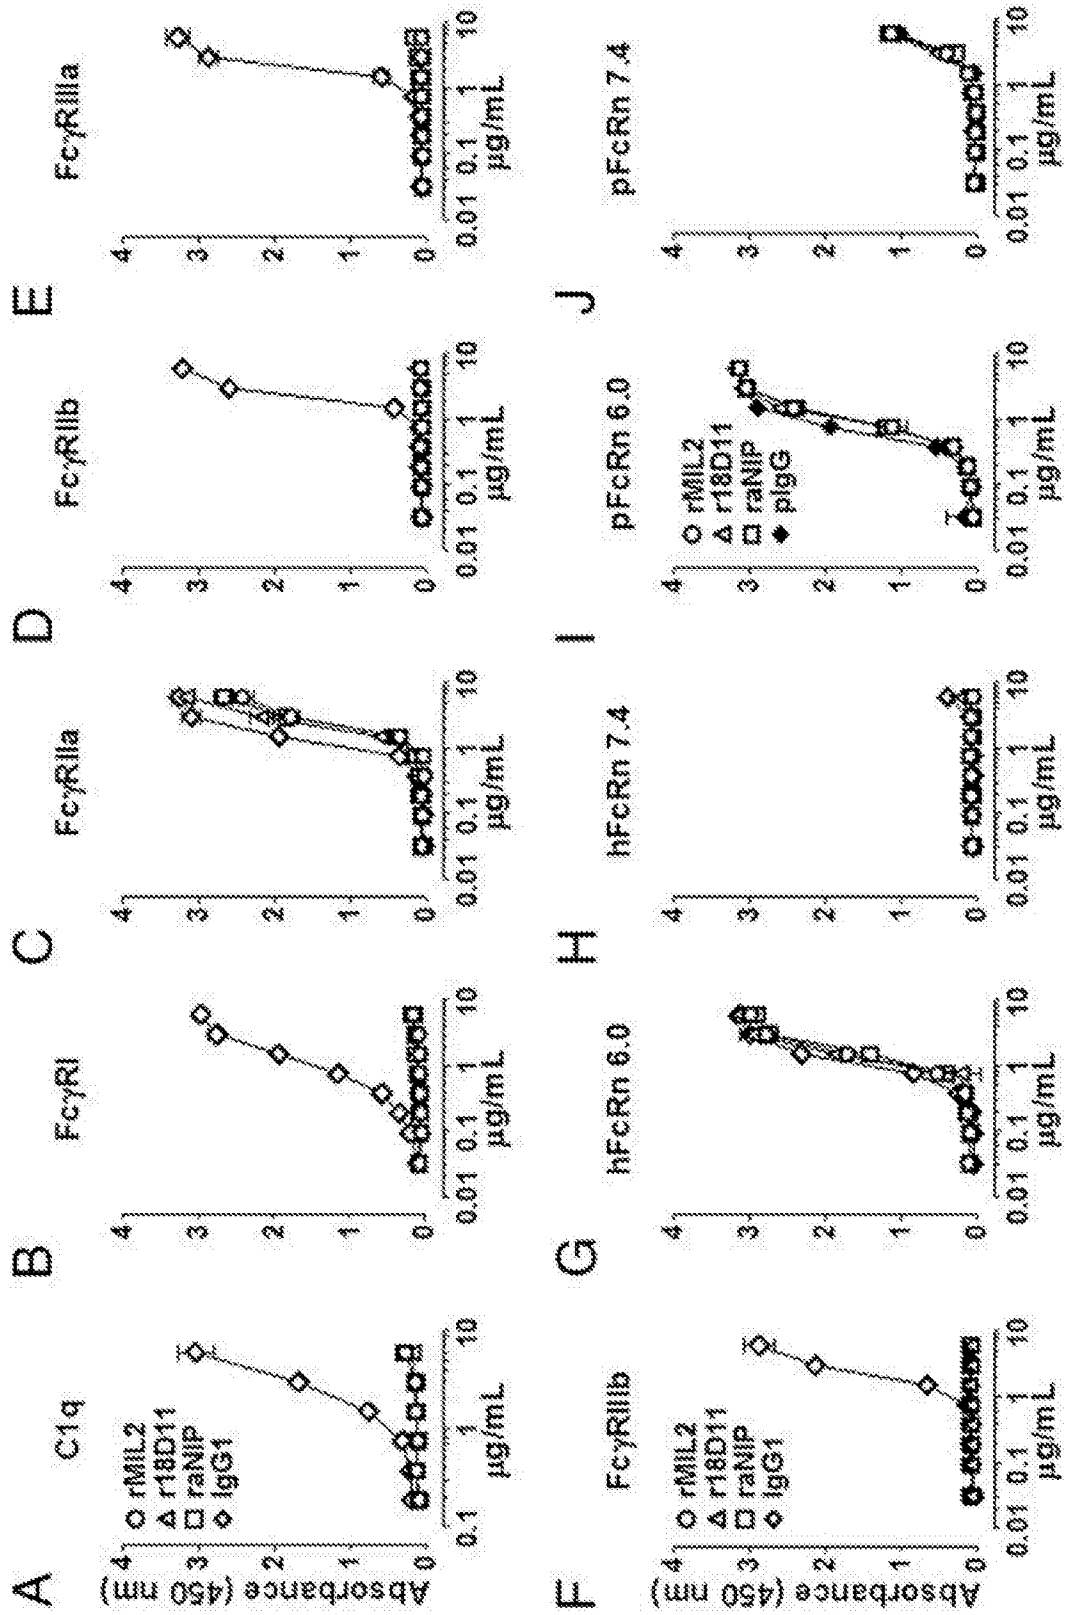 A
C1q
Absorbance (450 nm)
4
3
2
1
0
rMIL2
r18D11
raNIP
IgG1
0.1 1 10
µg/mL
B
FcγRI
4
3
2
1
0
0.01 0.1 1 10
µg/mL
C
FcγRIIa
4
3
2
1
0
0.01 0.1 1 10
µg/mL
D
FcγRIIb
4
3
2
1
0
0.01 0.1 1 10
µg/mL
E
FcγRIIIa
4
3
2
1
0
0.01 0.1 1 10
µg/mL
F
FcγRIIIb
Absorbance (450 nm)
4
3
2
1
0
rMIL2
r18D11
raNIP
IgG1
0.01 0.1 1 10
µg/mL
G
hFcRn 6.0
4
3
2
1
0
0.01 0.1 1 10
µg/mL
H
hFcRn 7.4
4
3
2
1
0
0.01 0.1 1 10
µg/mL
I
pFcRn 6.0
4
3
2
1
0
rMIL2
r18D11
raNIP
pIgG
0.01 0.1 1 10
µg/mL
J
pFcRn 7.4
4
3
2
1
0
0.01 0.1 1 10
µg/mL